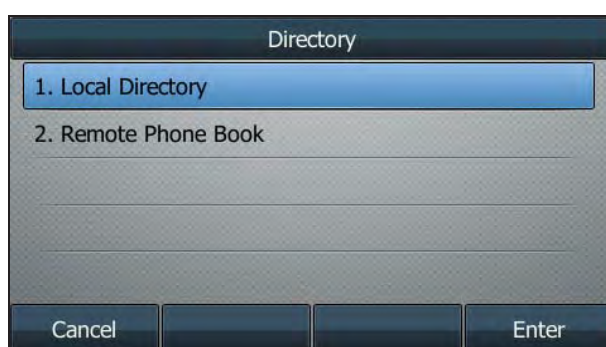 Directory
1. Local Directory
2. Remote Phone Book
Cancel Enter